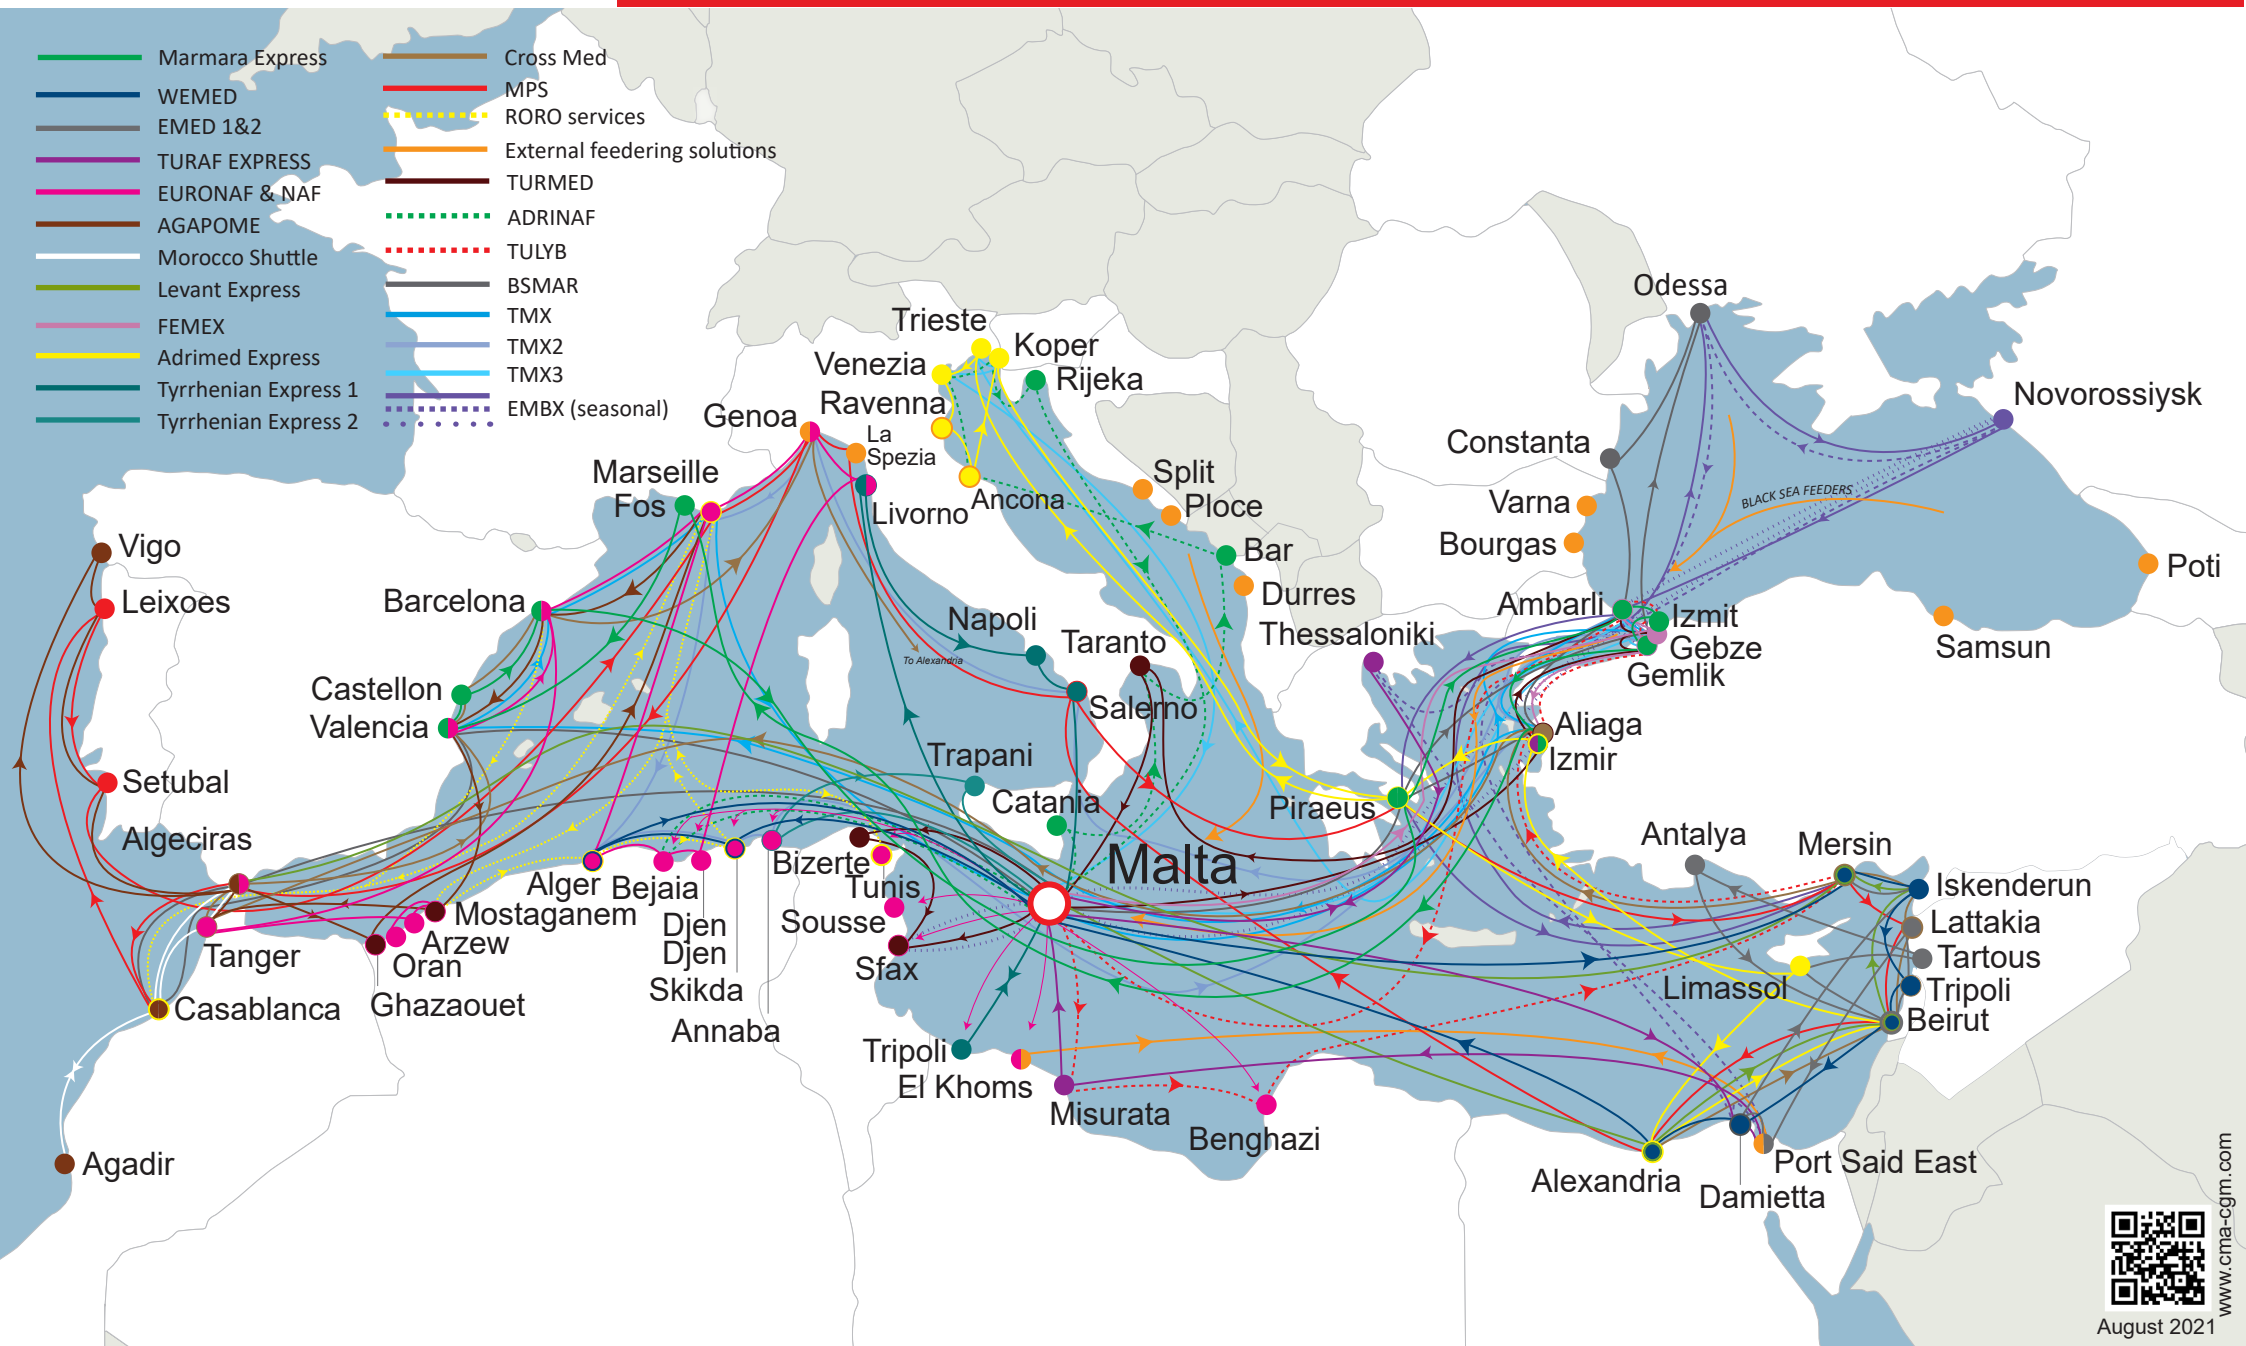 Marmara Express
WEMED
EMED 1&2
TURAF EXPRESS
EURONAF & NAF
AGAPOME
Morocco Shuttle
Levant Express
FEMEX
Adrimed Express
Tyrrhenian Express 1
Tyrrhenian Express 2
Cross Med
MPS
RORO services
External feedering solutions
TURMED
ADRINAF
TULYB
BSMAR
TMX
TMX2
TMX3
EMBX (seasonal)
Odessa
Trieste
Koper
Venezia
Rijeka
Ravenna
Novorossiysk
Genoa
La
Spezia
Constanta
Marseille
Fos
Split
Ancona
Livorno
Ploce
Varna
BLACK SEA FEEDERS
Vigo
Bourgas
Bar
Poti
Leixoes
Barcelona
Durres
Ambarli
Izmit
Napoli
Taranto
Thessaloniki
Gebze
Samsun
To Alexandria
Gemlik
Castellon
Valencia
Salerno
Aliaga
Izmir
Trapani
Setubal
Catania
Piraeus
Algeciras
Antalya
Mersin
Malta
Bizerte
Alger
Bejaia
Tunis
Iskenderun
Mostaganem
Sousse
Djen
Djen
Lattakia
Arzew
Tanger
Oran
Sfax
Tartous
Skikda
Limassol
Tripoli
Casablanca
Ghazaouet
Annaba
Beirut
Tripoli
El Khoms
Misurata
Benghazi
Agadir
Port Said East
Alexandria
Damietta
www.cma-cgm.com
August 2021